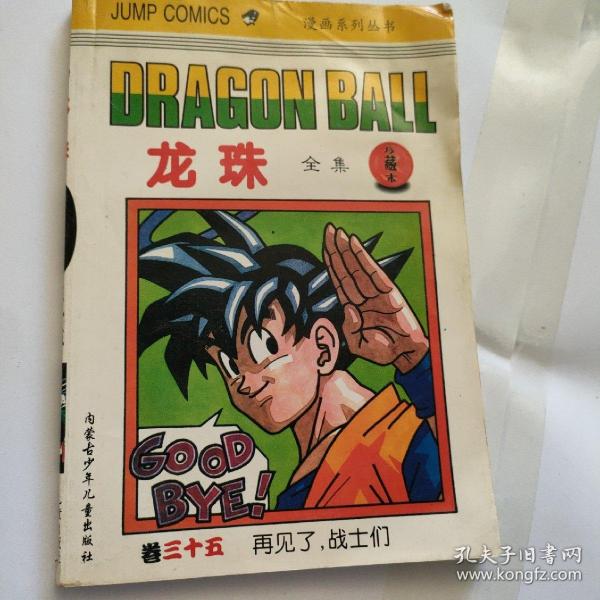 JUMP COMICS
漫画系列丛书
DRAGON BALL
龙珠 全集
珍藏本
GOOD
BYE!
卷三十五 再见了,战士们
内蒙古少年儿童出版社
孔夫子旧书网
www.kongfz.com